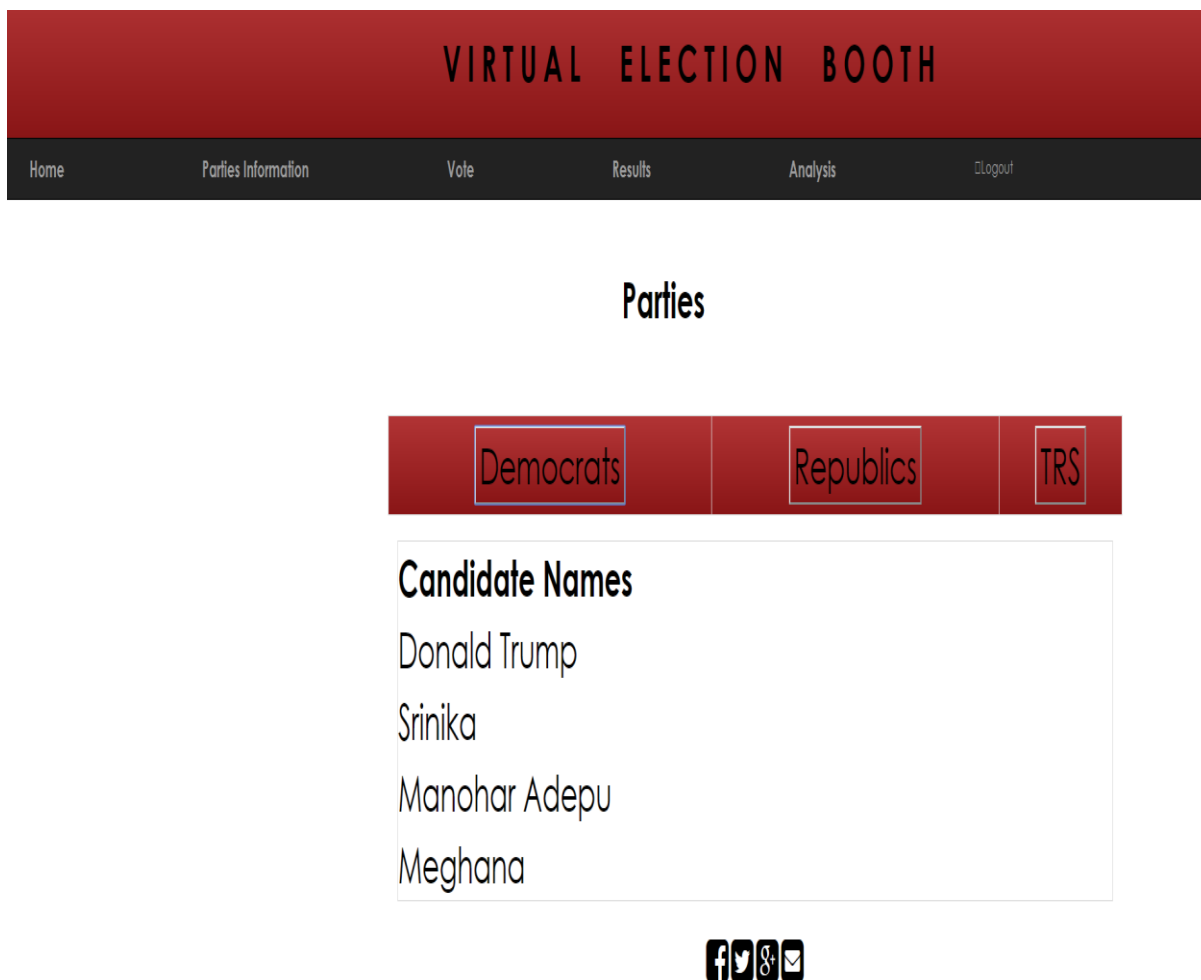 VIRTUAL ELECTION BOOTH
Home Parties Information Vote Results Analysis Logout
Parties
Democrats Republics TRS
Candidate Names
Donald Trump
Srinika
Manohar Adepu
Meghana